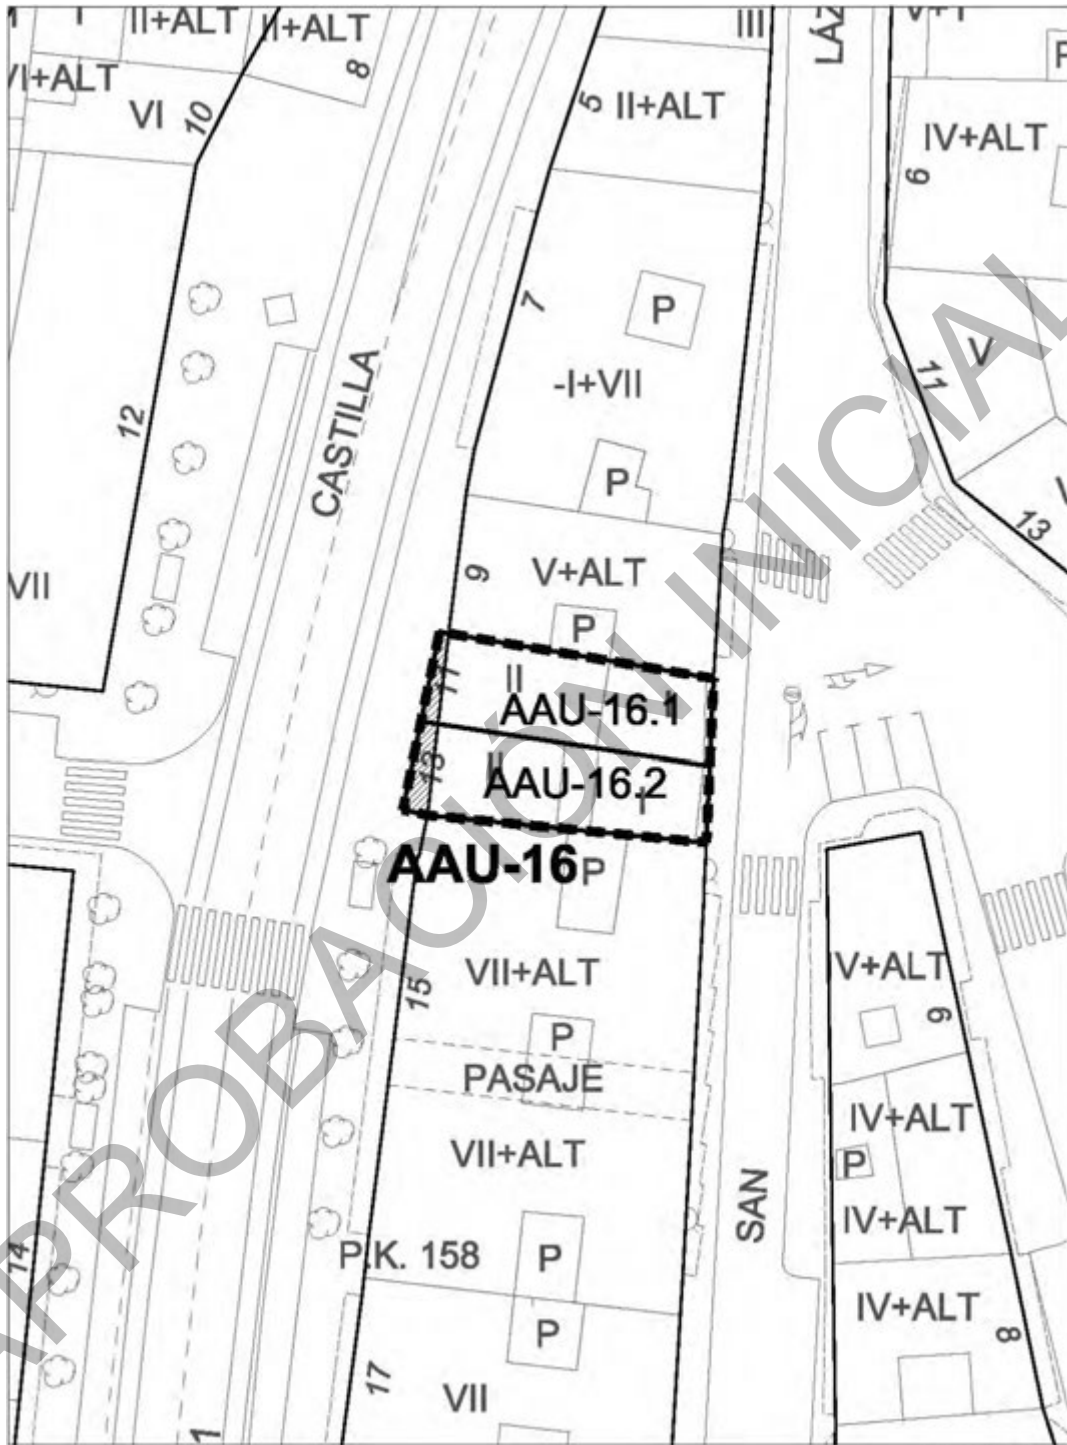 II+ALT
II+ALT
8
III
LÁZ
V+I
VI+ALT
VI
10
5
II+ALT
IV+ALT
6
P
P
7
-I+VII
P
12
CASTILLA
11
V
13
VII
9
V+ALT
P
11
II
I
AAU-16.1
13
II
I
AAU-16.2
AAU-16
P
VII+ALT
15
V+ALT
6
P
PASAJE
VII+ALT
IV+ALT
P
IV+ALT
SAN
14
P.K. 158
P
P
IV+ALT
8
17
VII
1
APROBACIÓN INICIAL